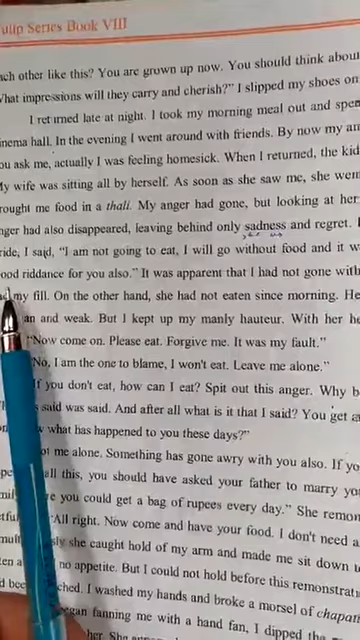 ulip Series Book VIII
ach other like this? You are grown up now. You should think about
What impressions will they carry and cherish?" I slipped my shoes on
I returned late at night. I took my morning meal out and spen
inema hall. In the evening I went around with friends. By now my an
ou ask me, actually I was feeling homesick. When I returned, the kid
My wife was sitting all by herself. As soon as she saw me, she wen
rought me food in a thali. My anger had gone, but looking at her
nger had also disappeared, leaving behind only sadness and regret.
ride, I said, "I am not going to eat, I will go without food and it w
ood riddance for you also." It was apparent that I had not gone with
my fill. On the other hand, she had not eaten since morning. He
an and weak. But I kept up my manly hauteur. With her he
"Now come on. Please eat. Forgive me. It was my fault."
"No, I am the one to blame, I won't eat. Leave me alone."
If you don't eat, how can I eat? Spit out this anger. Why b
s said was said. And after all what is it that I said? You get a
w what has happened to you these days?"
ot me alone. Something has gone awry with you also. If yo
all this, you should have asked your father to marry yo
e you could get a bag of rupees every day." She remon
"All right. Now come and have your food. I don't need a
sly she caught hold of my arm and made me sit down t
no appetite. But I could not hold before this remonstrati
ched. I washed my hands and broke a morsel of chapa
egan fanning me with a hand fan, I dipped the
her. She